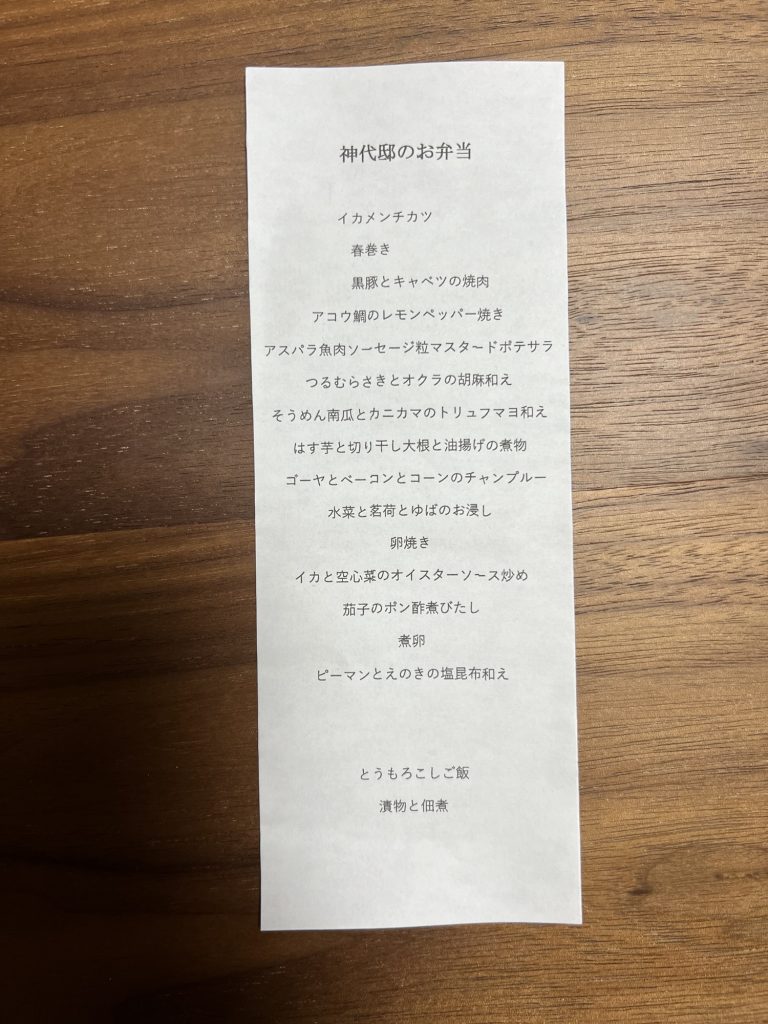 神代邸のお弁当
イカメンチカツ
春巻き
黒豚とキャベツの焼肉
アコウ鯛のレモンペッパー焼き
アスパラ魚肉ソーセージ粒マスタードポテサラ
つるむらさきとオクラの胡麻和え
そうめん南瓜とカニカマのトリュフマヨ和え
はす芋と切り干し大根と油揚げの煮物
ゴーヤとベーコンとコーンのチャンプルー
水菜と茗荷とゆばのお浸し
卵焼き
イカと空心菜のオイスターソース炒め
茄子のポン酢煮びたし
煮卵
ピーマンとえのきの塩昆布和え
とうもろこしご飯
漬物と佃煮